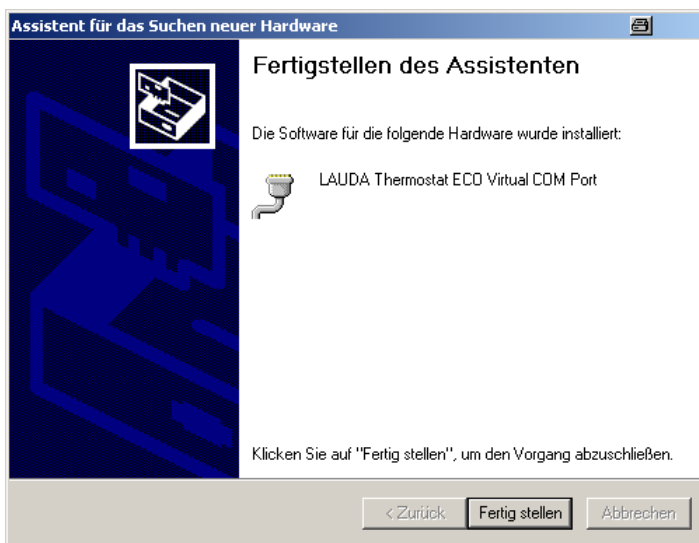 Assistent für das Suchen neuer Hardware
Fertigstellen des Assistenten
Die Software für die folgende Hardware wurde installiert:
LAUDA Thermostat ECO Virtual COM Port
Klicken Sie auf "Fertig stellen", um den Vorgang abzuschließen.
< Zurück
Fertig stellen
Abbrechen